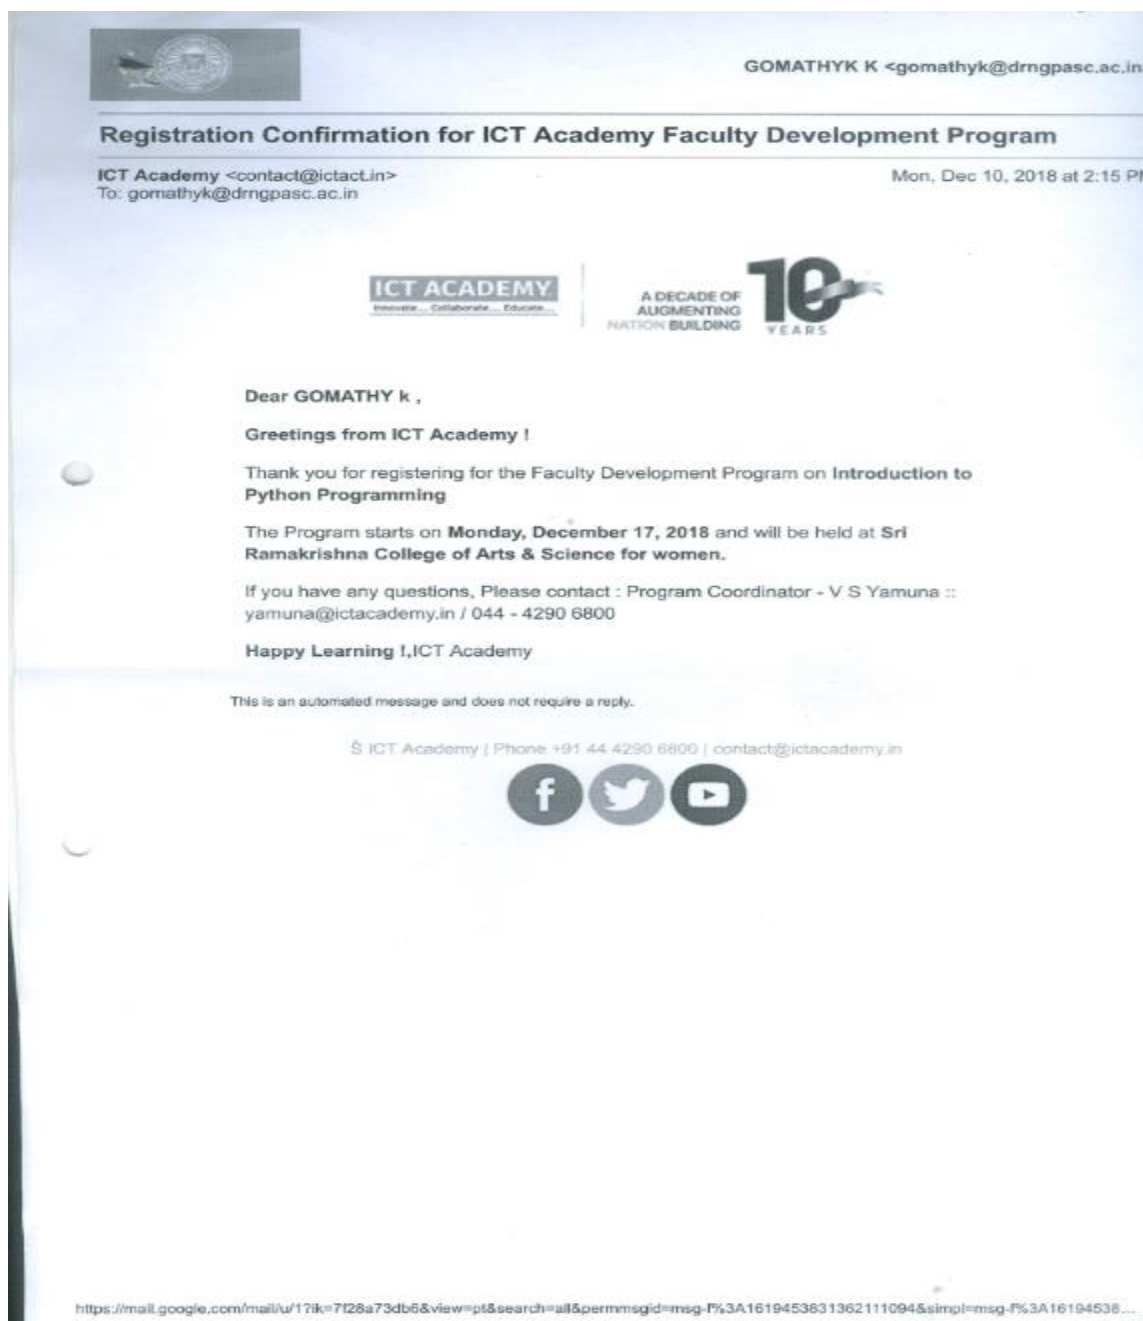 GOMATHYK K <gomathyk@drngpasc.ac.in
Registration Confirmation for ICT Academy Faculty Development Program
ICT Academy <contact@ictact.in>
Mon, Dec 10, 2018 at 2:15 PM
To: gomathyk@drngpasc.ac.in
ICT ACADEMY
Innovate... Collaborate... Educate...
A DECADE OF
AUGMENTING
NATION BUILDING
10
YEARS
Dear GOMATHY k ,
Greetings from ICT Academy !
Thank you for registering for the Faculty Development Program on Introduction to
Python Programming
The Program starts on Monday, December 17, 2018 and will be held at Sri
Ramakrishna College of Arts & Science for women.
If you have any questions, Please contact : Program Coordinator - V S Yamuna ::
yamuna@ictacademy.in / 044 - 4290 6800
Happy Learning !,ICT Academy
This is an automated message and does not require a reply.
Š ICT Academy | Phone +91 44 4290 6800 | contact@ictacademy.in
https://mail.google.com/mail/u/1?ik=7f28a73db6&view=pt&search=all&permmsgid=msg-f%3A1619453831362111094&simpl=msg-f%3A16194538...